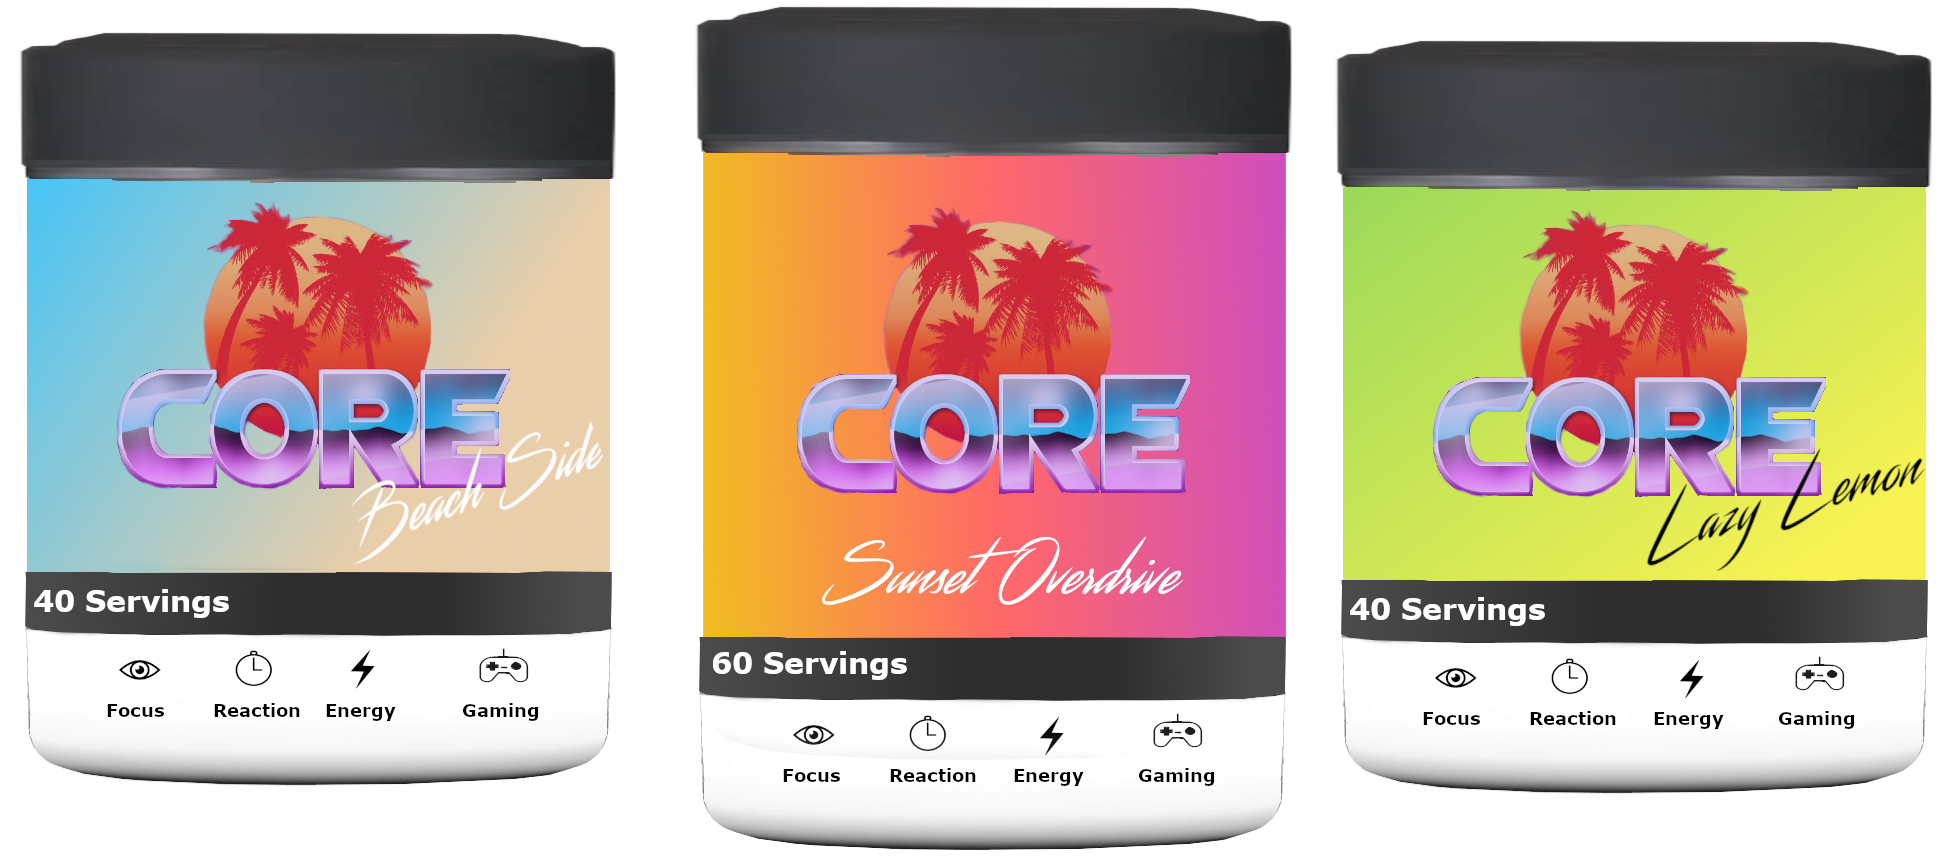 CORE
Beach Side
40 Servings
Focus Reaction Energy Gaming
CORE
Sunset Overdrive
60 Servings
Focus Reaction Energy Gaming
CORE
Lazy Lemon
40 Servings
Focus Reaction Energy Gaming